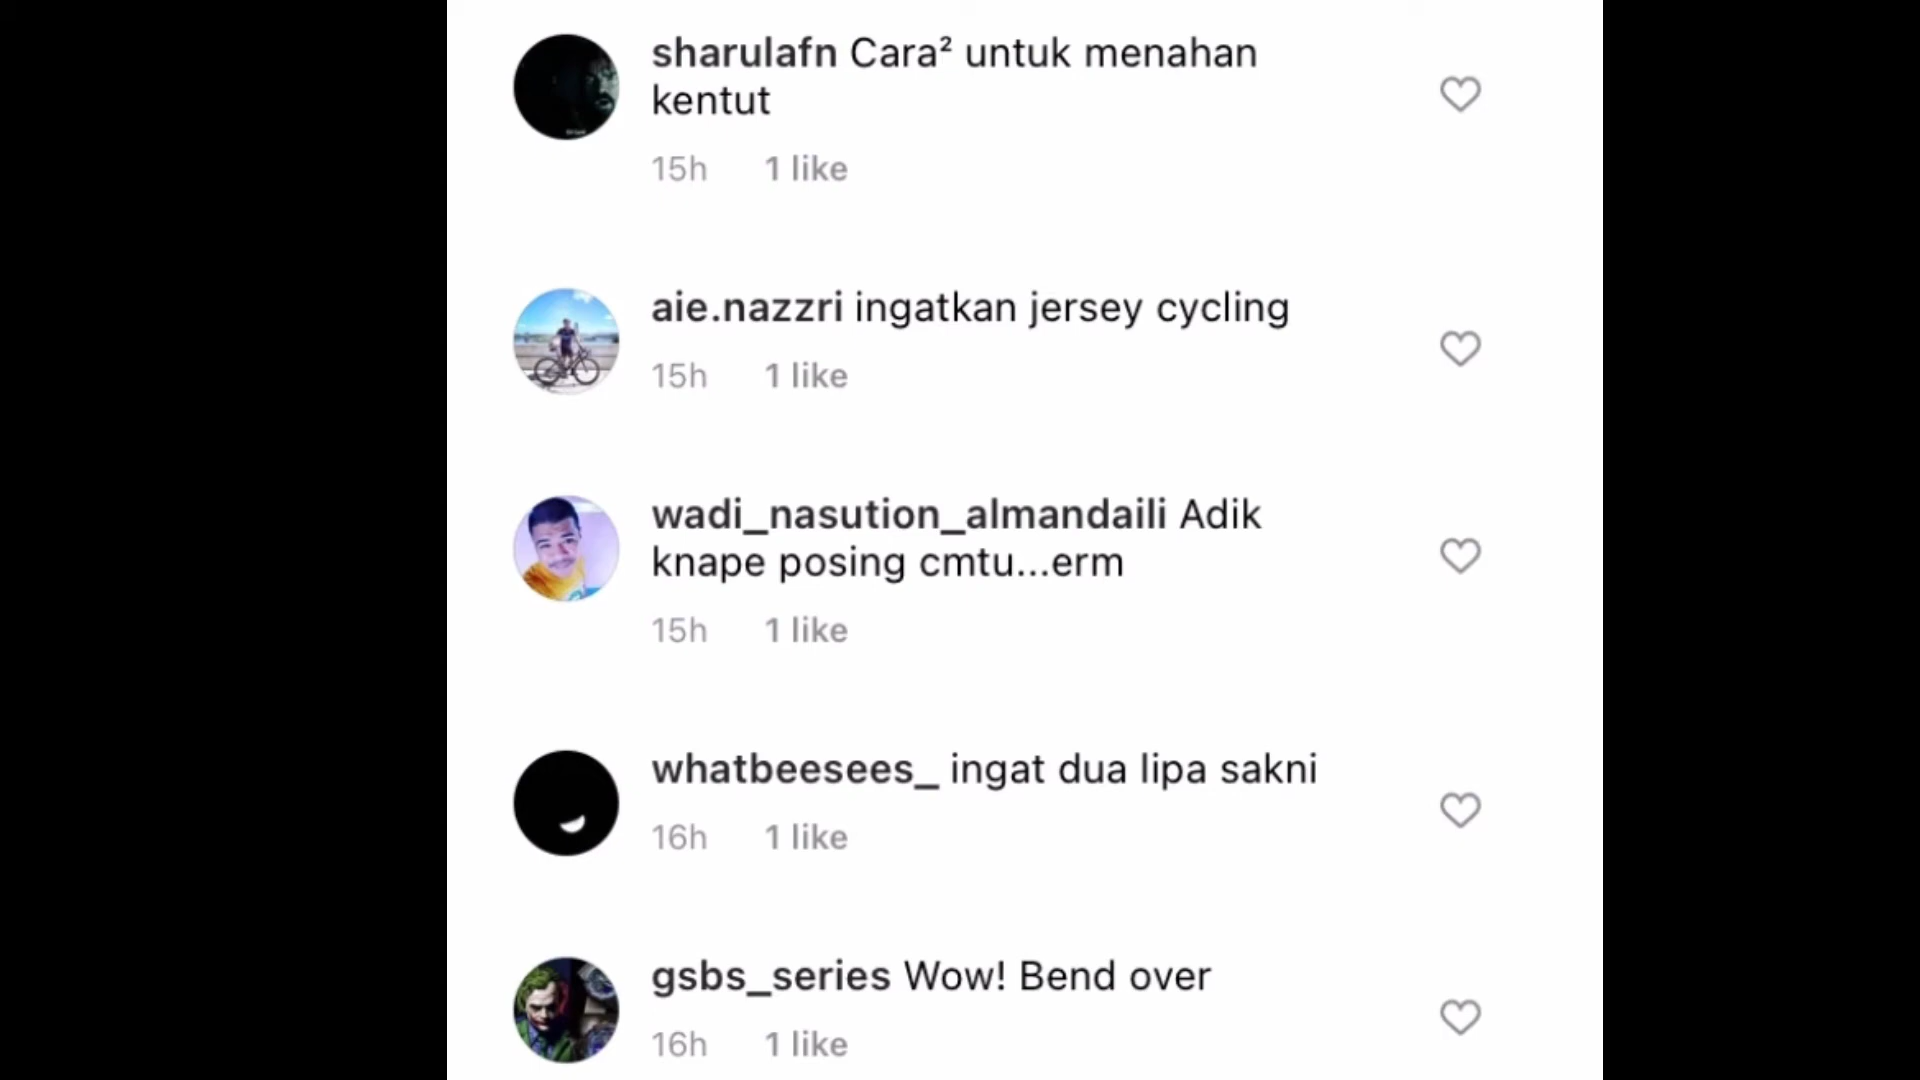 sharulafn Cara² untuk menahan
kentut
15h 1 like
aie.nazzri ingatkan jersey cycling
15h 1 like
wadi_nasution_almandaili Adik
knape posing cmtu...erm
15h 1 like
whatbeesees_ ingat dua lipa sakni
16h 1 like
gsbs_series Wow! Bend over
16h 1 like